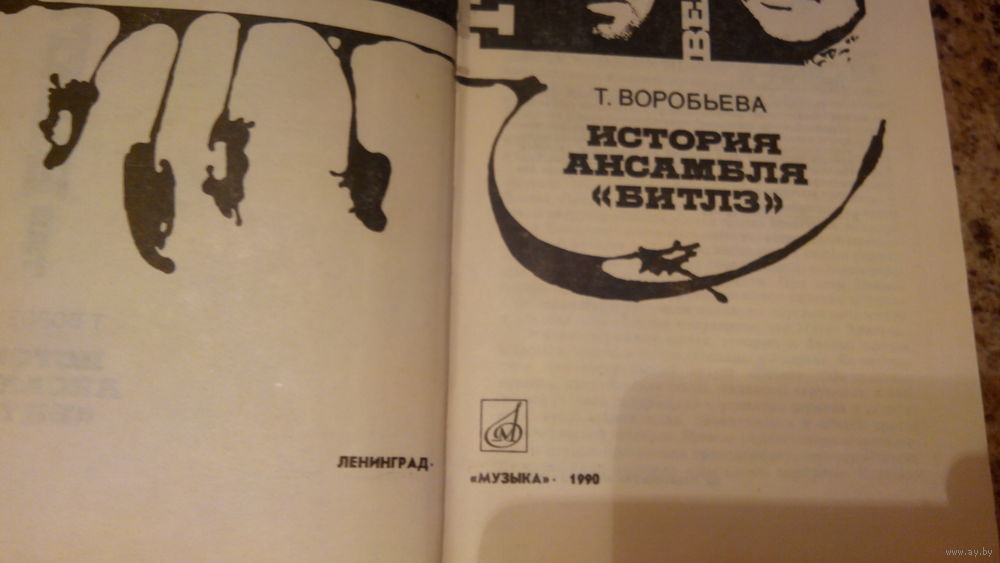 Т. ВОРОБЬЕВА
ИСТОРИЯ
АНСАМБЛЯ
«БИТЛЗ»
ЛЕНИНГРАД·
«МУЗЫКА»· 1990
www.ay.by